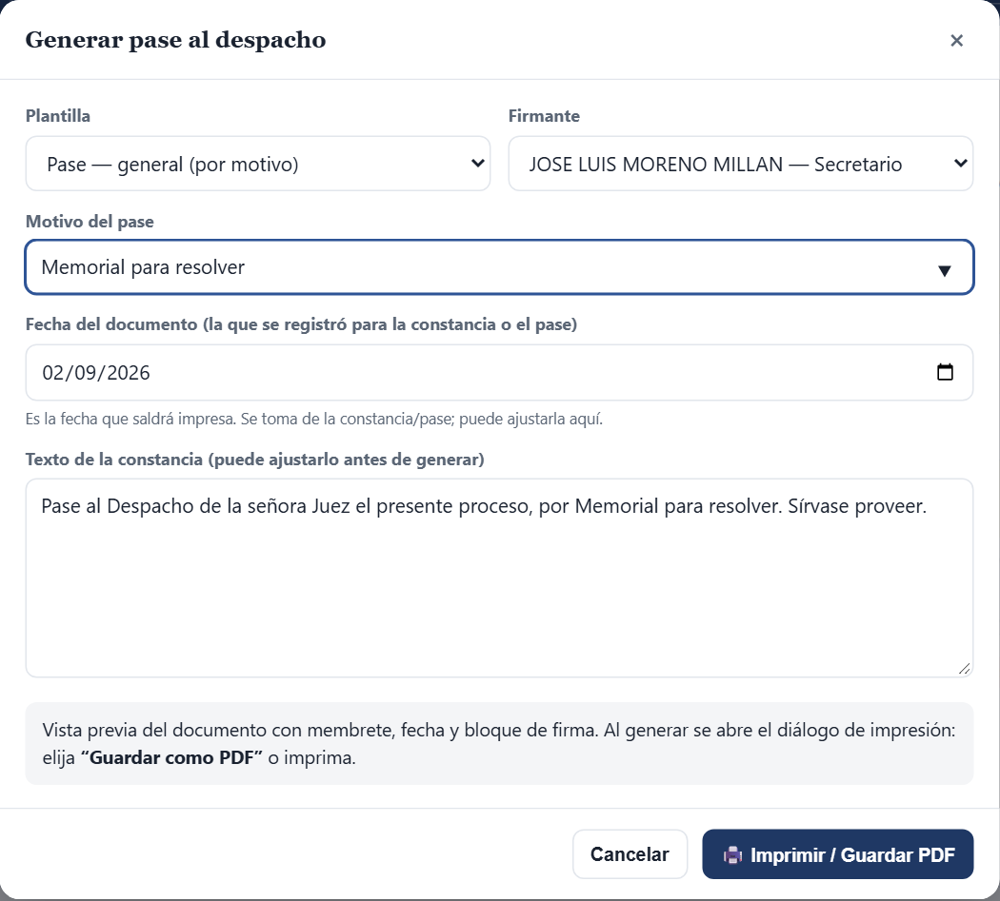 Generar pase al despacho
×
Plantilla
Firmante
Pase — general (por motivo)
JOSE LUIS MORENO MILLAN — Secretario
Motivo del pase
Memorial para resolver
Fecha del documento (la que se registró para la constancia o el pase)
02/09/2026
Es la fecha que saldrá impresa. Se toma de la constancia/pase; puede ajustarla aquí.
Texto de la constancia (puede ajustarlo antes de generar)
Pase al Despacho de la señora Juez el presente proceso, por Memorial para resolver. Sírvase proveer.
Vista previa del documento con membrete, fecha y bloque de firma. Al generar se abre el diálogo de impresión:
elija “Guardar como PDF” o imprima.
Cancelar
Imprimir / Guardar PDF